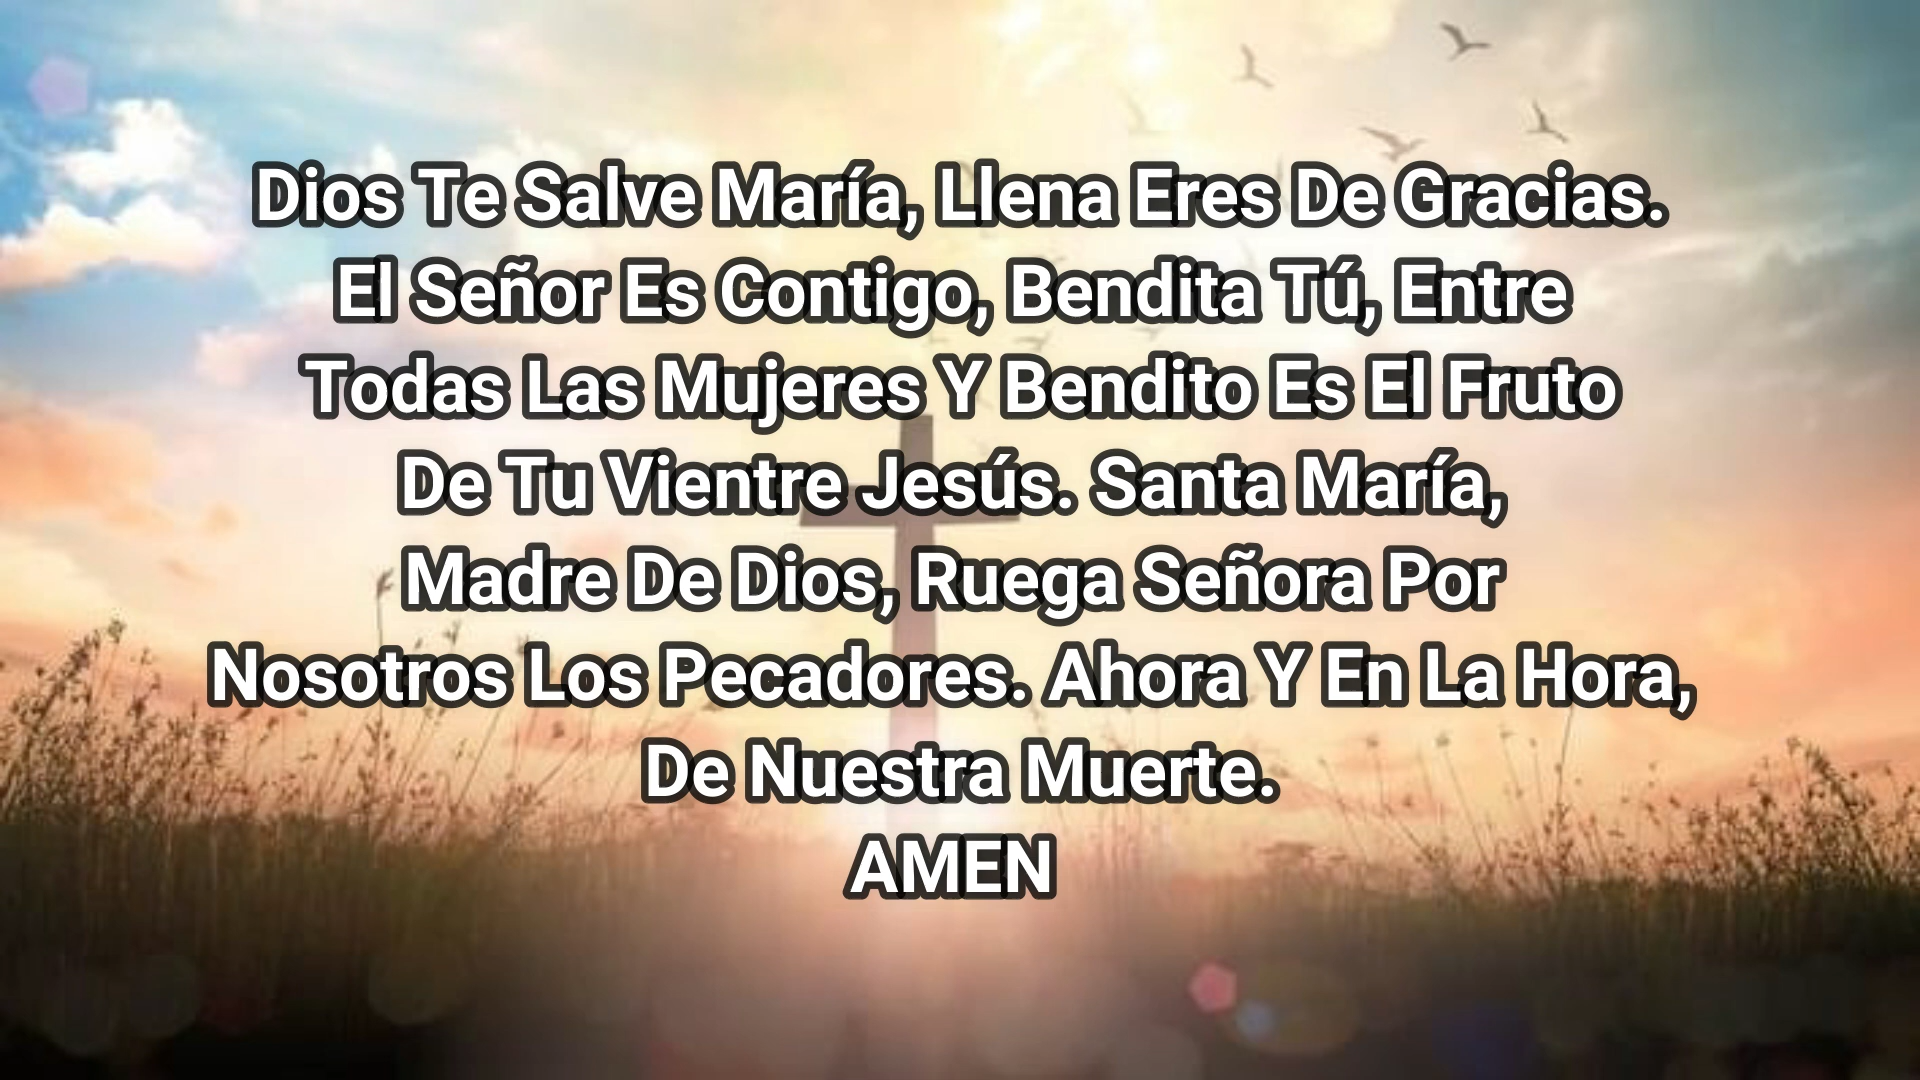 Dios Te Salve María, Llena Eres De Gracias.
El Señor Es Contigo, Bendita Tú, Entre
Todas Las Mujeres Y Bendito Es El Fruto
De Tu Vientre Jesús. Santa María,
Madre De Dios, Ruega Señora Por
Nosotros Los Pecadores. Ahora Y En La Hora,
De Nuestra Muerte.
AMEN